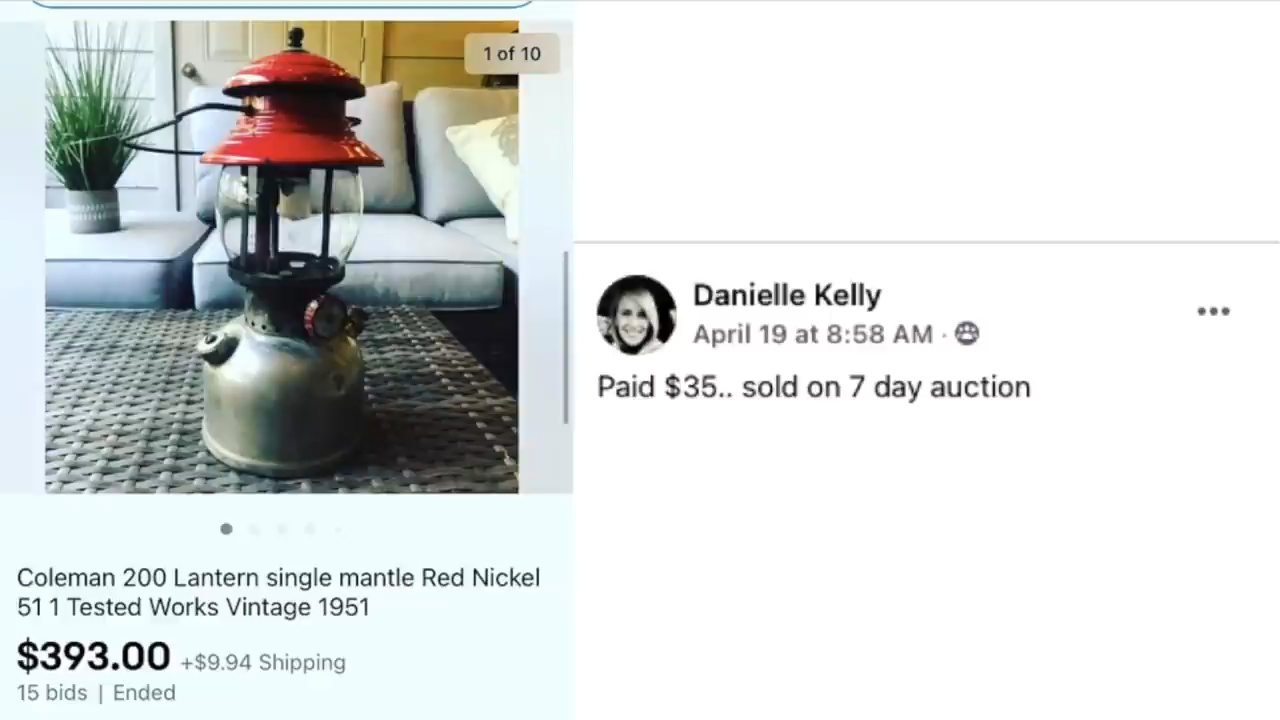 1 of 10
Coleman 200 Lantern single mantle Red Nickel
51 1 Tested Works Vintage 1951
$393.00 +$9.94 Shipping
15 bids | Ended
Danielle Kelly
April 19 at 8:58 AM ·
Paid $35.. sold on 7 day auction